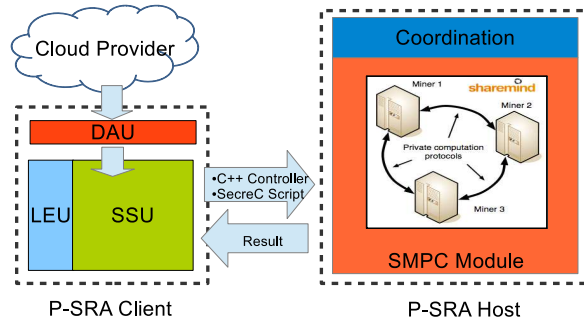 Cloud Provider
DAU
LEU
SSU
P-SRA Client
•C++ Controller
•SecreC Script
Result
Coordination
sharemind
Miner 1
Miner 2
Private computation
protocols
Miner 3
SMPC Module
P-SRA Host